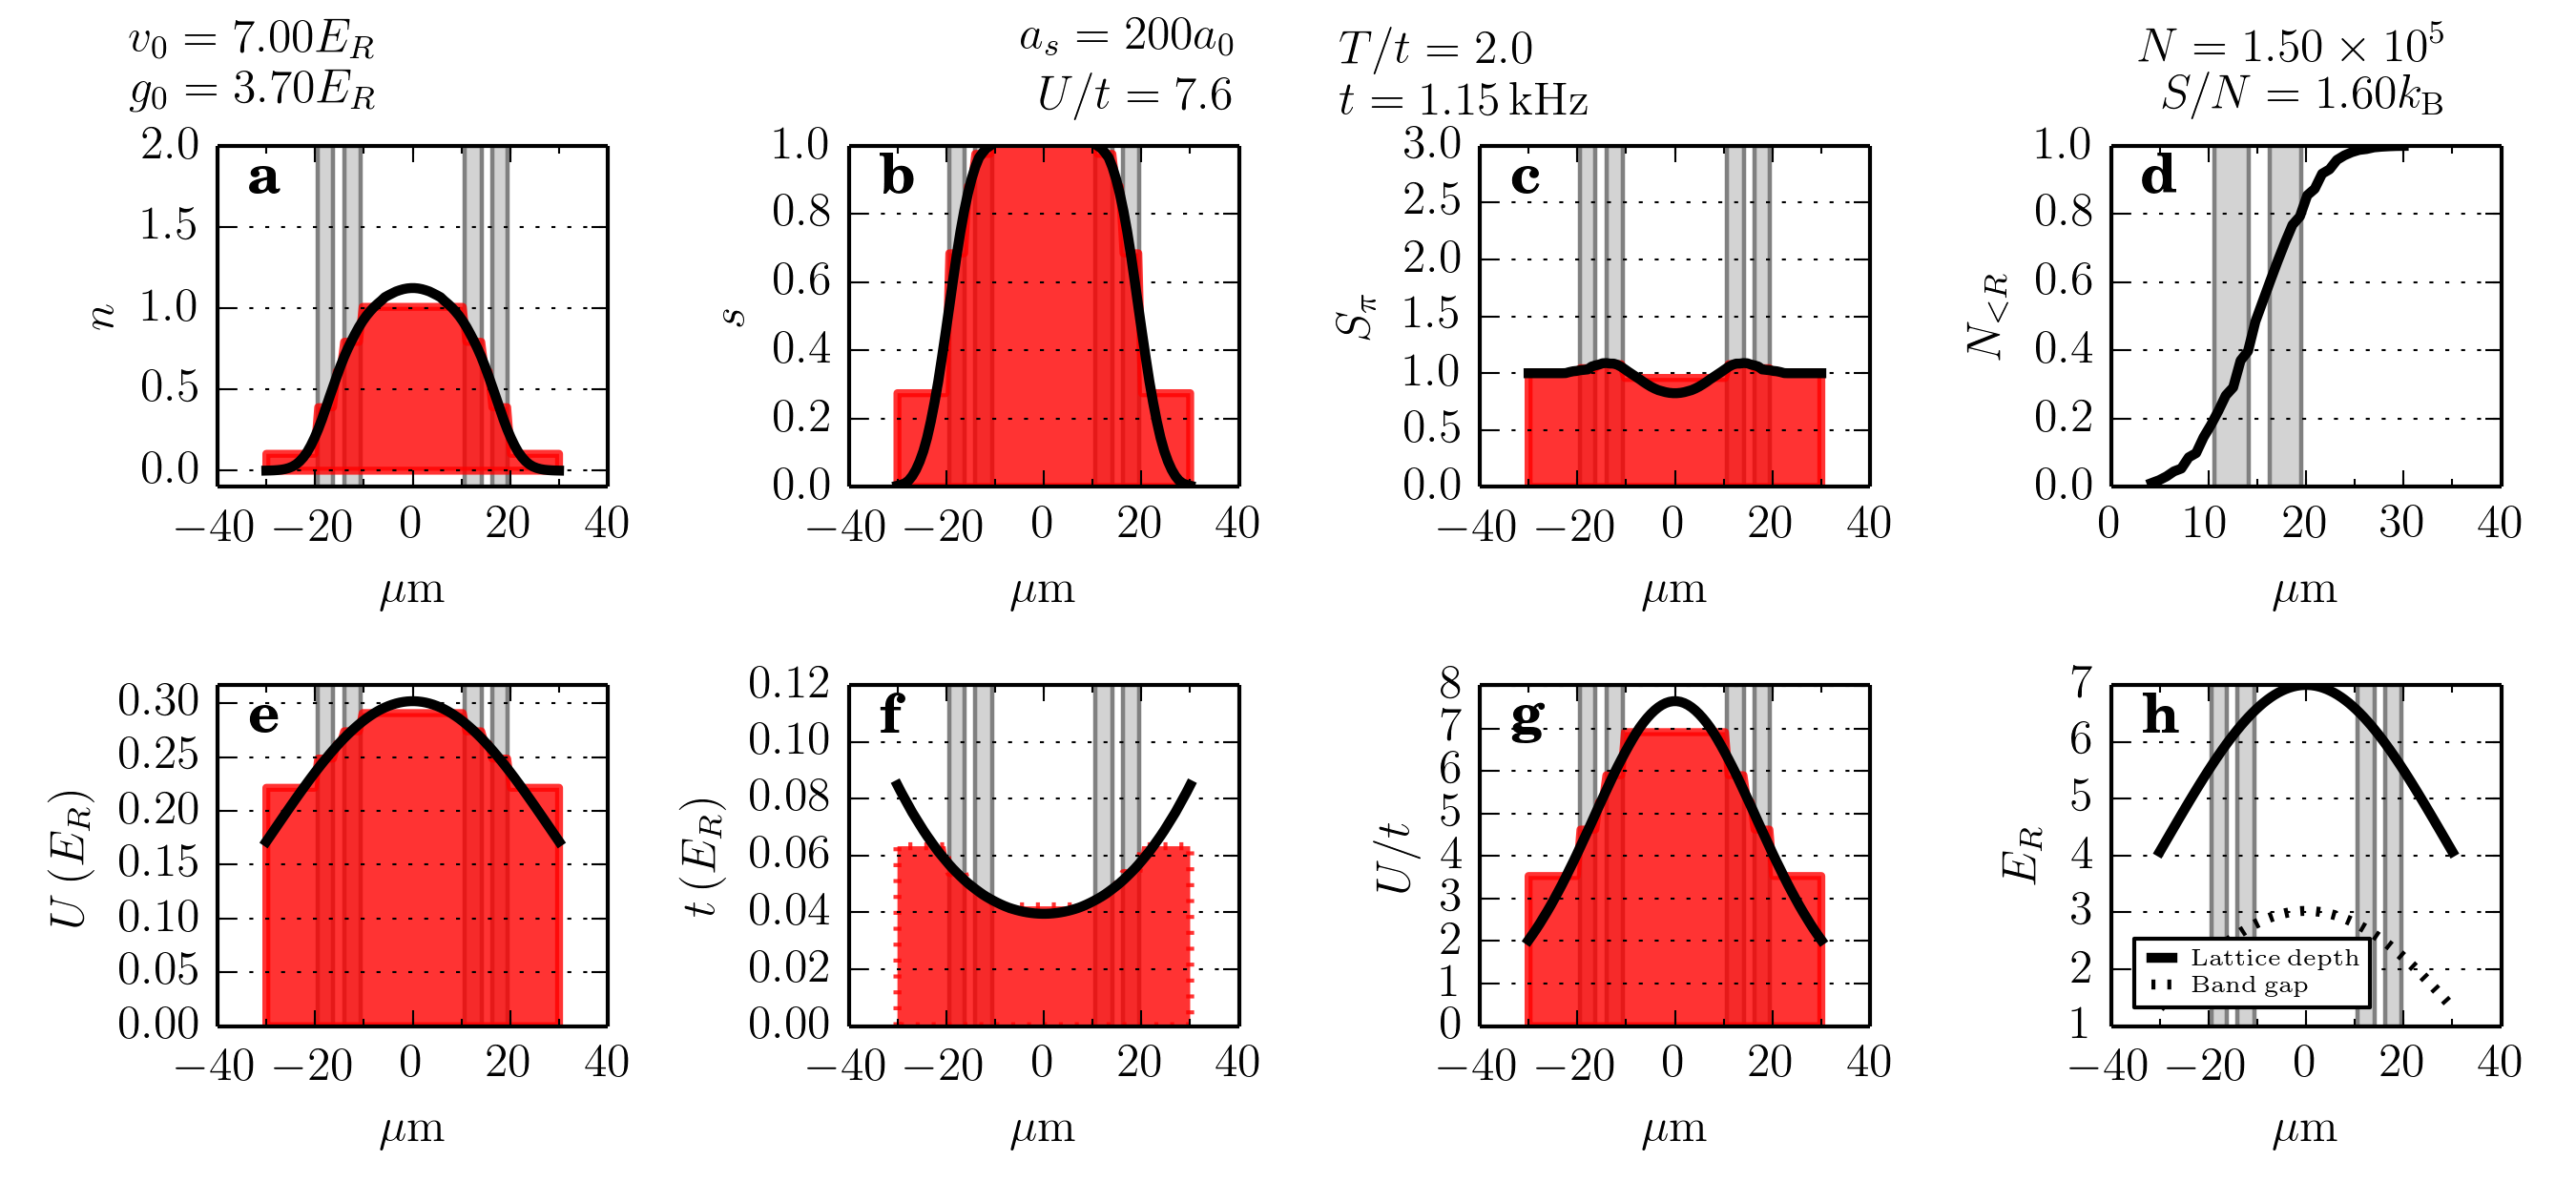 v₀ = 7.00E_R
g₀ = 3.70E_R
a_s = 200a₀
U/t = 7.6
T/t = 2.0
t = 1.15 kHz
N = 1.50 × 10⁵
S/N = 1.60k_B
a
2.0
1.5
1.0
0.5
0.0
n
−40 −20 0 20 40
μm
b
1.0
0.8
0.6
0.4
0.2
0.0
s
−40 −20 0 20 40
μm
c
3.0
2.5
2.0
1.5
1.0
0.5
0.0
S_π
−40 −20 0 20 40
μm
d
1.0
0.8
0.6
0.4
0.2
0.0
N_<R
0 10 20 30 40
μm
e
0.30
0.25
0.20
0.15
0.10
0.05
0.00
U (E_R)
−40 −20 0 20 40
μm
f
0.12
0.10
0.08
0.06
0.04
0.02
0.00
t (E_R)
−40 −20 0 20 40
μm
g
8
7
6
5
4
3
2
1
0
U/t
−40 −20 0 20 40
μm
h
7
6
5
4
3
2
1
E_R
Lattice depth
Band gap
−40 −20 0 20 40
μm